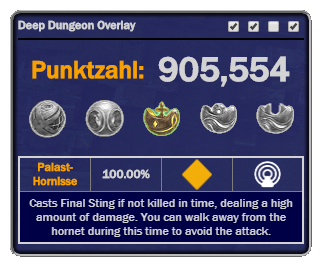 Deep Dungeon Overlay
Punktzahl: 905,554
Palast-
Hornisse
100.00%
Casts Final Sting if not killed in time, dealing a high
amount of damage. You can walk away from the
hornet during this time to avoid the attack.